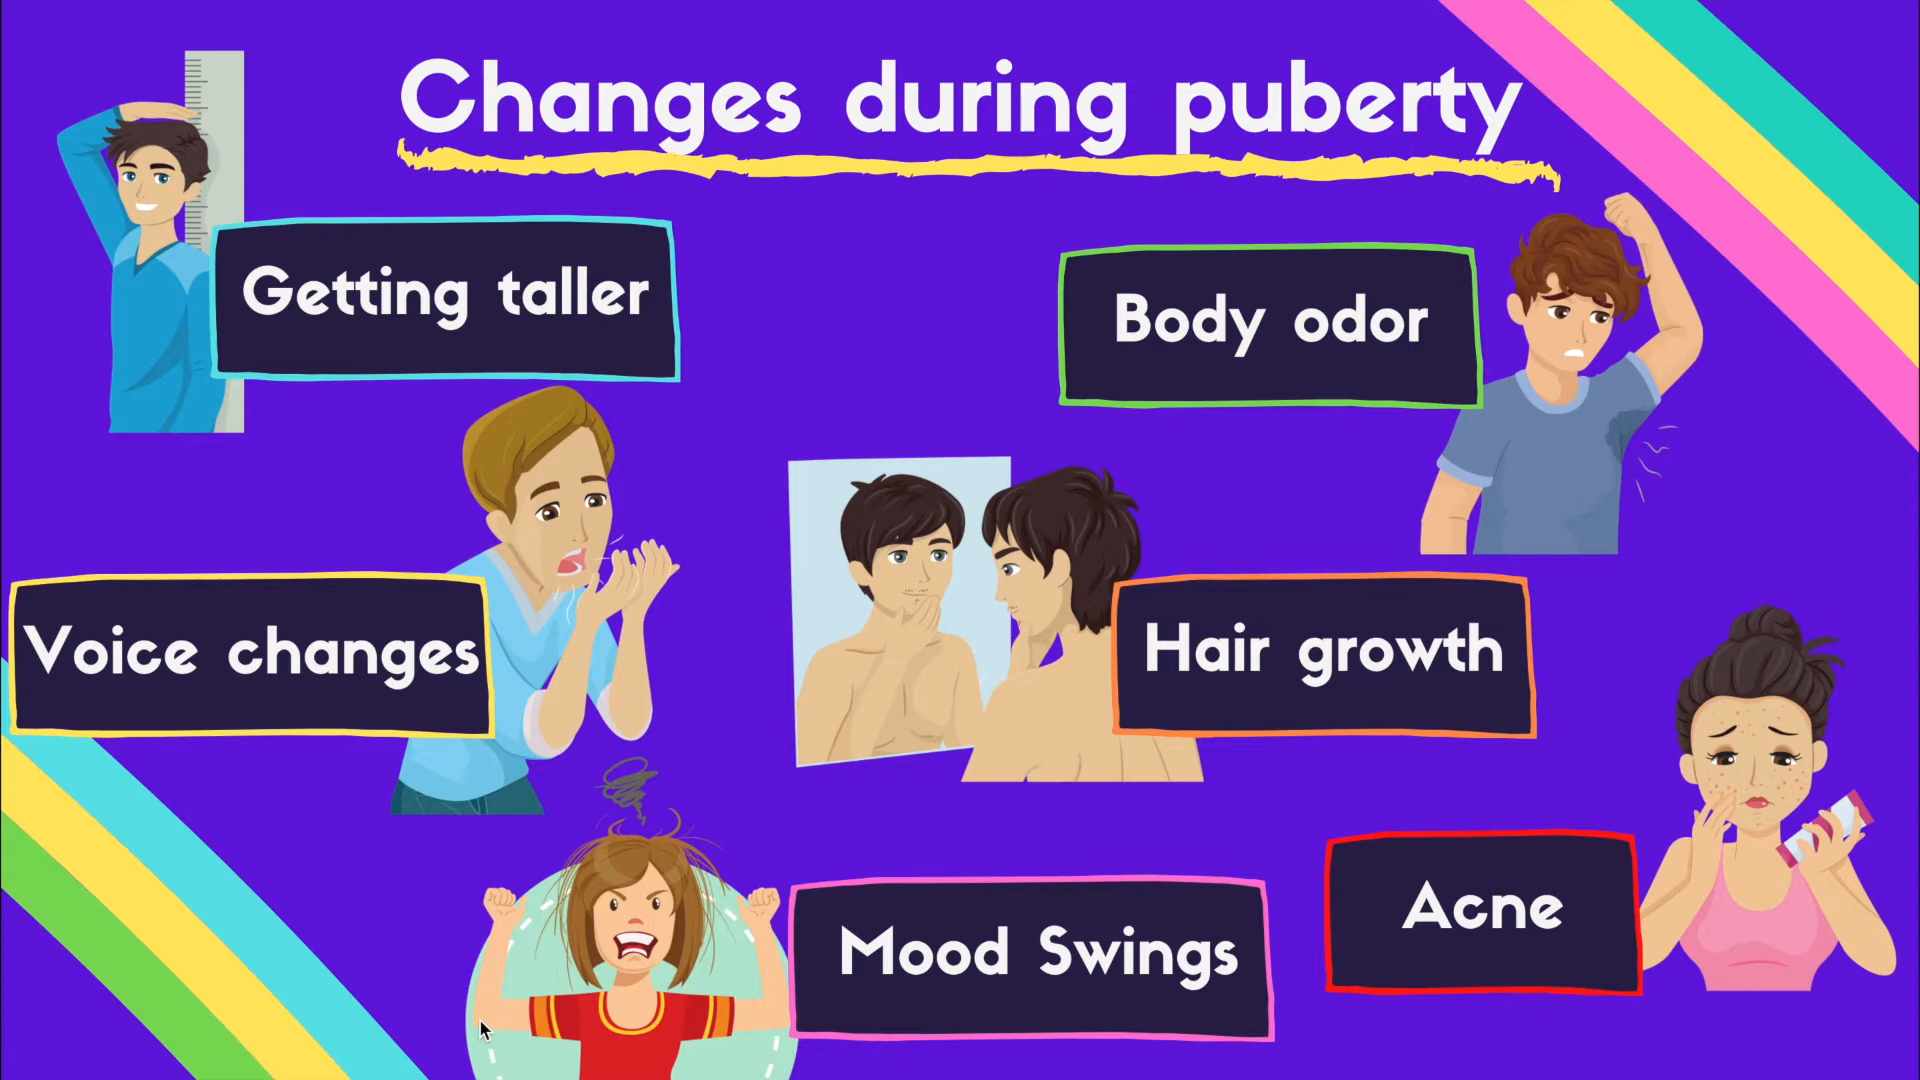 Changes during puberty
Getting taller
Body odor
Voice changes
Hair growth
Mood Swings
Acne